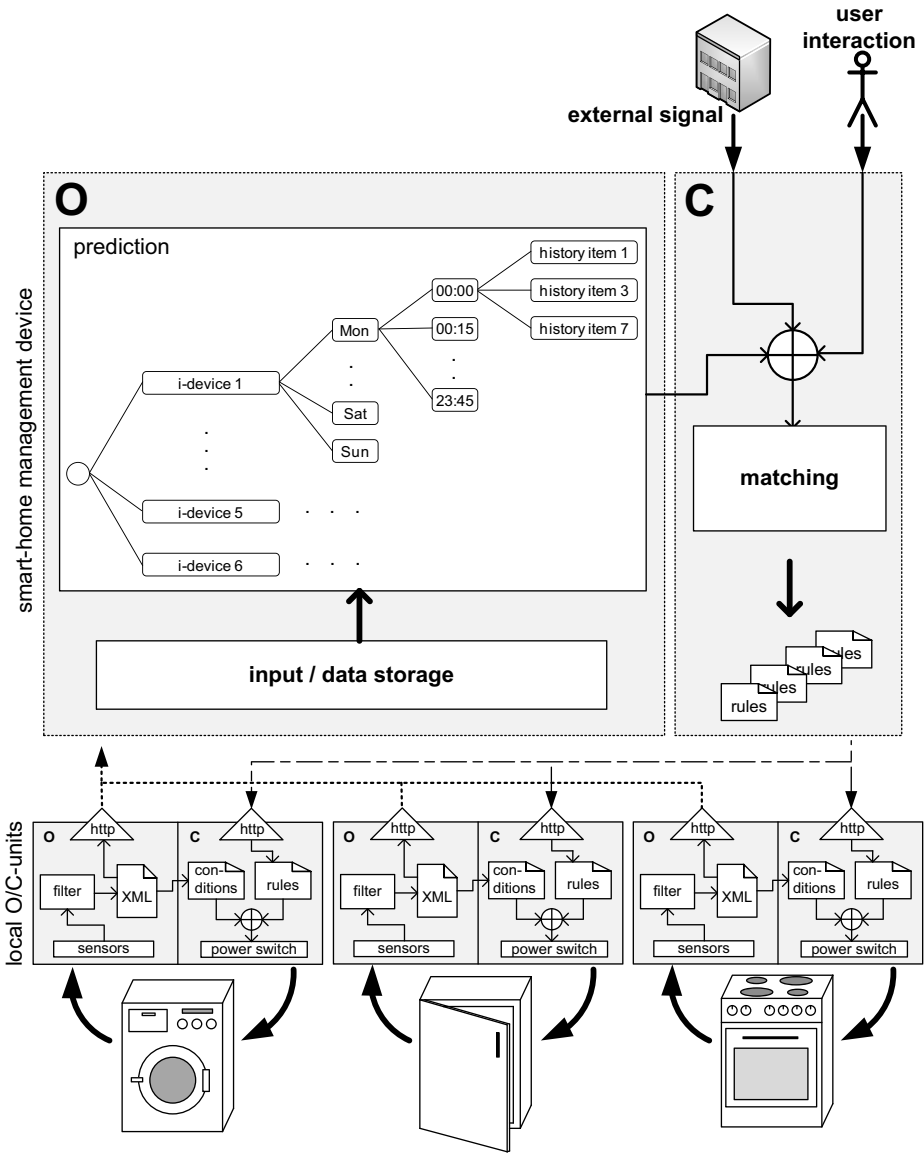 user
interaction
external signal
smart-home management device
O
C
prediction
history item 1
00:00
history item 3
Mon
00:15
history item 7
.
.
i-device 1
.
.
23:45
Sat
.
.
.
Sun
matching
i-device 5
. . .
i-device 6
. . .
input / data storage
rules
rules
rules
rules
local O/C-units
O
http
C
http
filter
XML
con-
ditions
rules
sensors
power switch
O
http
C
http
filter
XML
con-
ditions
rules
sensors
power switch
O
http
C
http
filter
XML
con-
ditions
rules
sensors
power switch